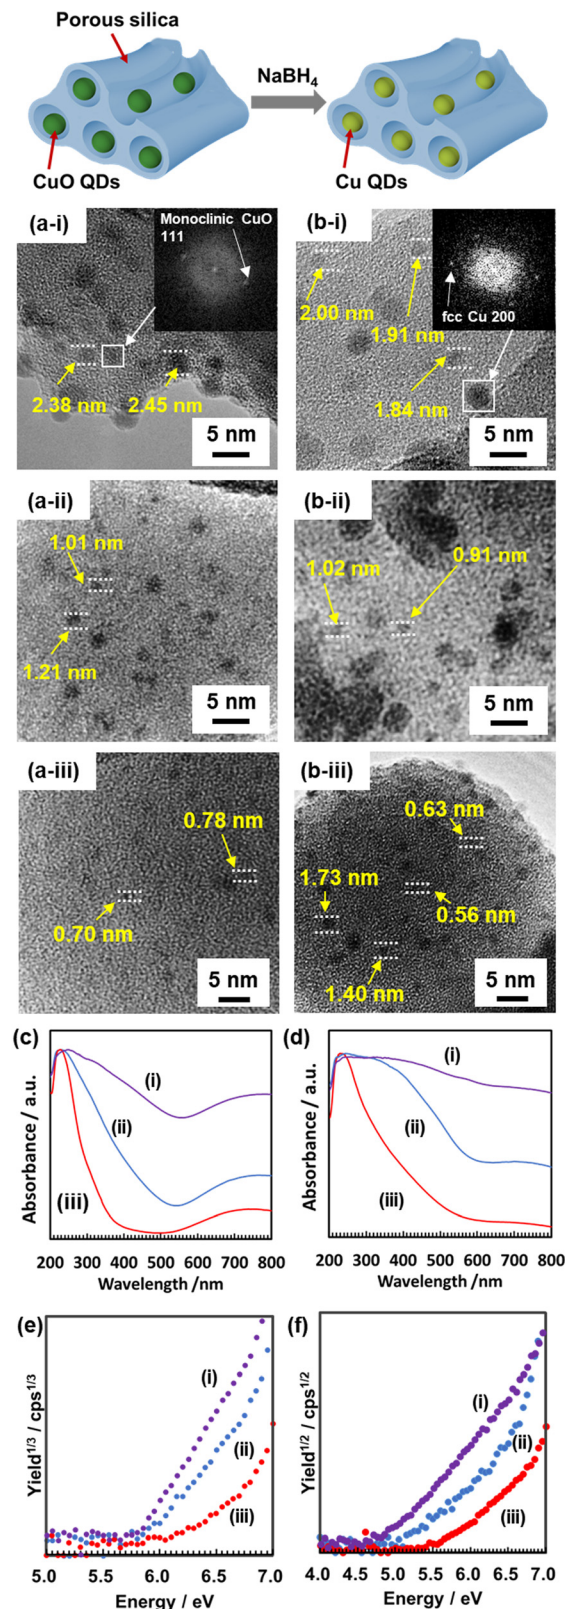 Porous silica
NaBH4
CuO QDs
Cu QDs
(a-i)
Monoclinic CuO
111
2.38 nm
2.45 nm
5 nm
(b-i)
2.00 nm
1.91 nm
fcc Cu 200
1.84 nm
5 nm
(a-ii)
1.01 nm
1.21 nm
5 nm
(b-ii)
1.02 nm
0.91 nm
5 nm
(a-iii)
0.78 nm
0.70 nm
5 nm
(b-iii)
0.63 nm
1.73 nm
0.56 nm
1.40 nm
5 nm
(c)
Absorbance / a.u.
(i)
(ii)
(iii)
200 300 400 500 600 700 800
Wavelength /nm
(d)
Absorbance / a.u.
(i)
(ii)
(iii)
200 300 400 500 600 700 800
Wavelength /nm
(e)
Yield1/3 / cps1/3
(i)
(ii)
(iii)
5.0 5.5 6.0 6.5 7.0
Energy / eV
(f)
Yield1/2 / cps1/2
(i)
(ii)
(iii)
4.0 4.5 5.0 5.5 6.0 6.5 7.0
Energy / eV